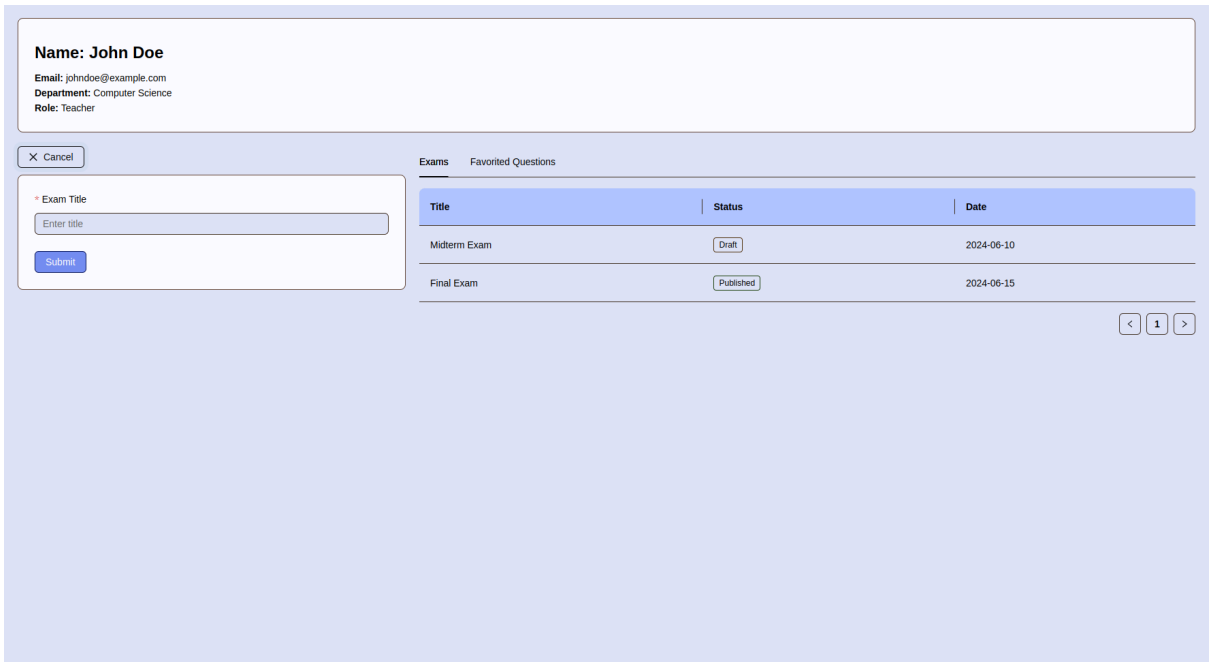 Name: John Doe
Email: johndoe@example.com
Department: Computer Science
Role: Teacher
Cancel
* Exam Title
Enter title
Submit
Exams Favorited Questions
Title Status Date
Midterm Exam Draft 2024-06-10
Final Exam Published 2024-06-15
< 1 >